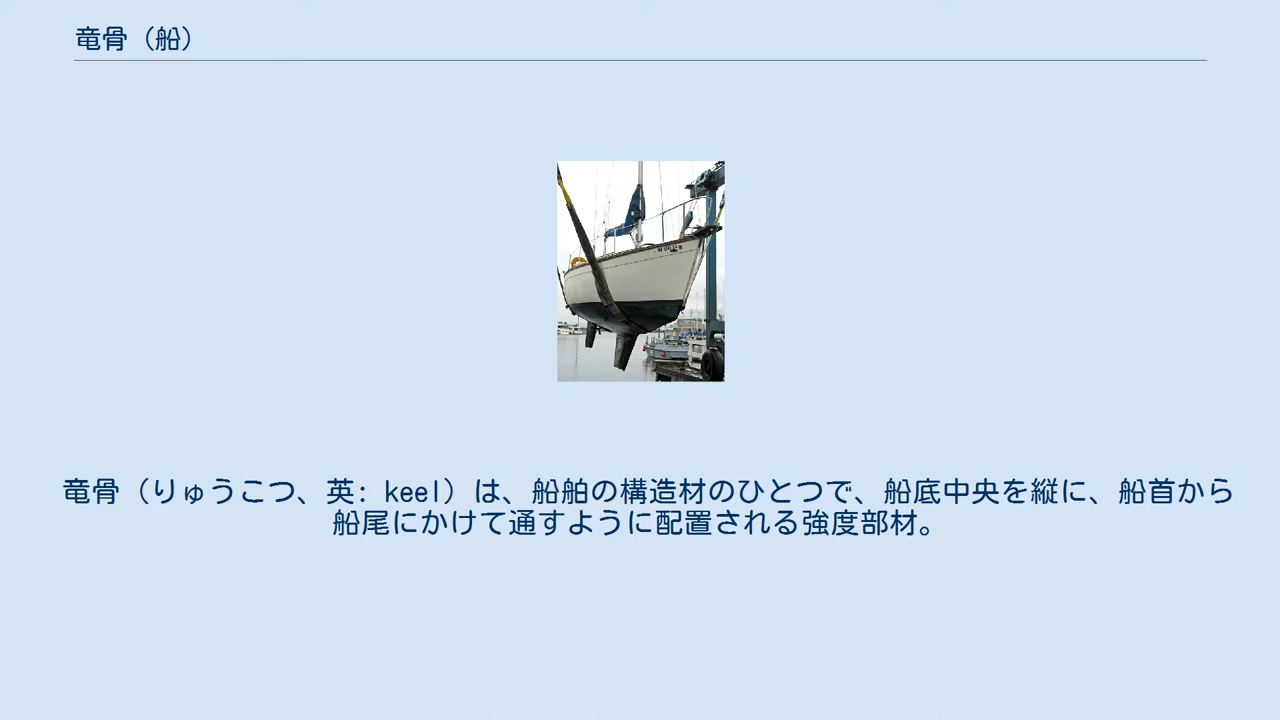 竜骨（船）
竜骨（りゅうこつ、英: keel）は、船舶の構造材のひとつで、船底中央を縦に、船首から
船尾にかけて通すように配置される強度部材。